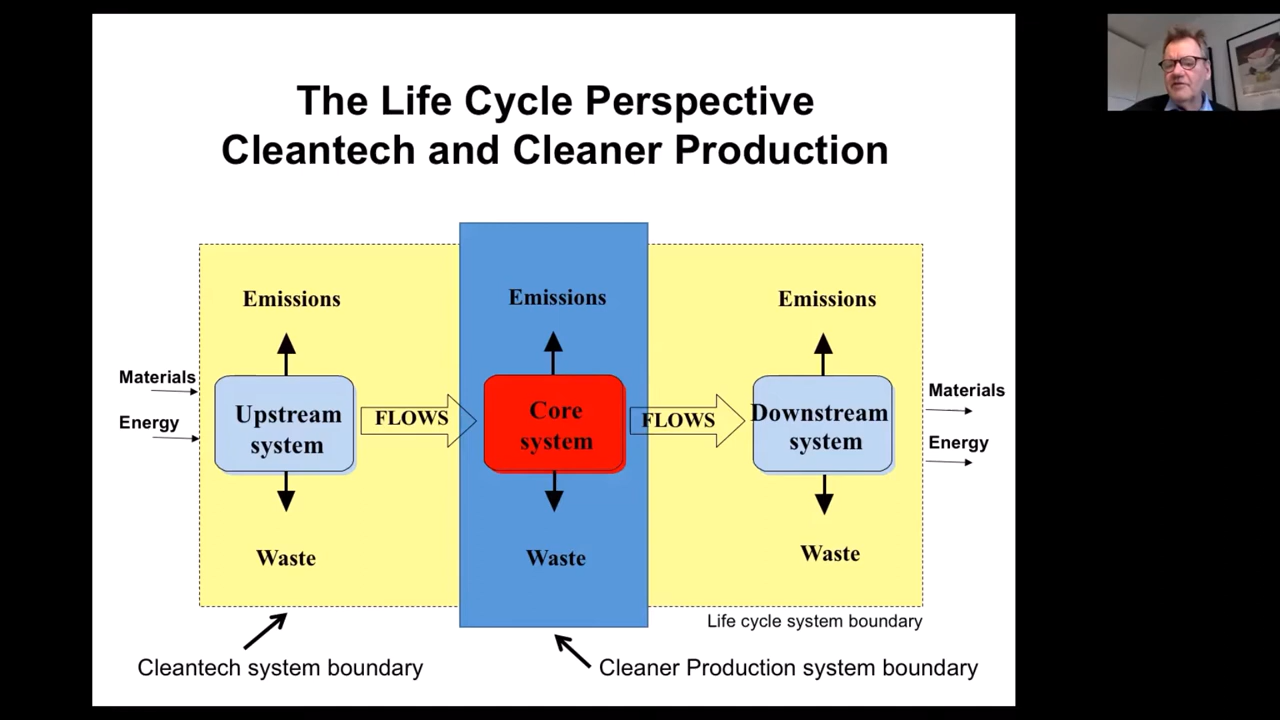 The Life Cycle Perspective
Cleantech and Cleaner Production
Emissions
Emissions
Emissions
Materials
Energy
Upstream
system
FLOWS
Core
system
FLOWS
Downstream
system
Materials
Energy
Waste
Waste
Waste
Life cycle system boundary
Cleantech system boundary
Cleaner Production system boundary